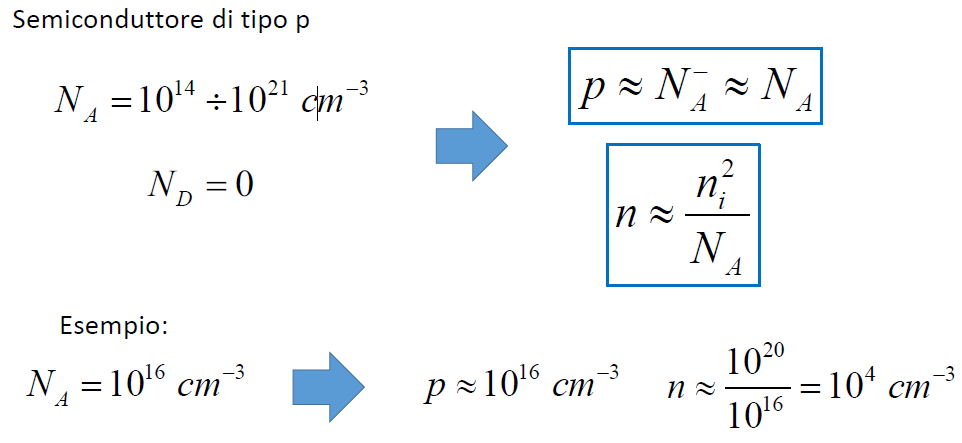 Semiconduttore di tipo p
N_A = 10^14 ÷ 10^21 cm^-3
p ≈ N_A^- ≈ N_A
N_D = 0
n ≈ n_i^2 / N_A
Esempio:
N_A = 10^16 cm^-3
p ≈ 10^16 cm^-3
n ≈ 10^20 / 10^16 = 10^4 cm^-3